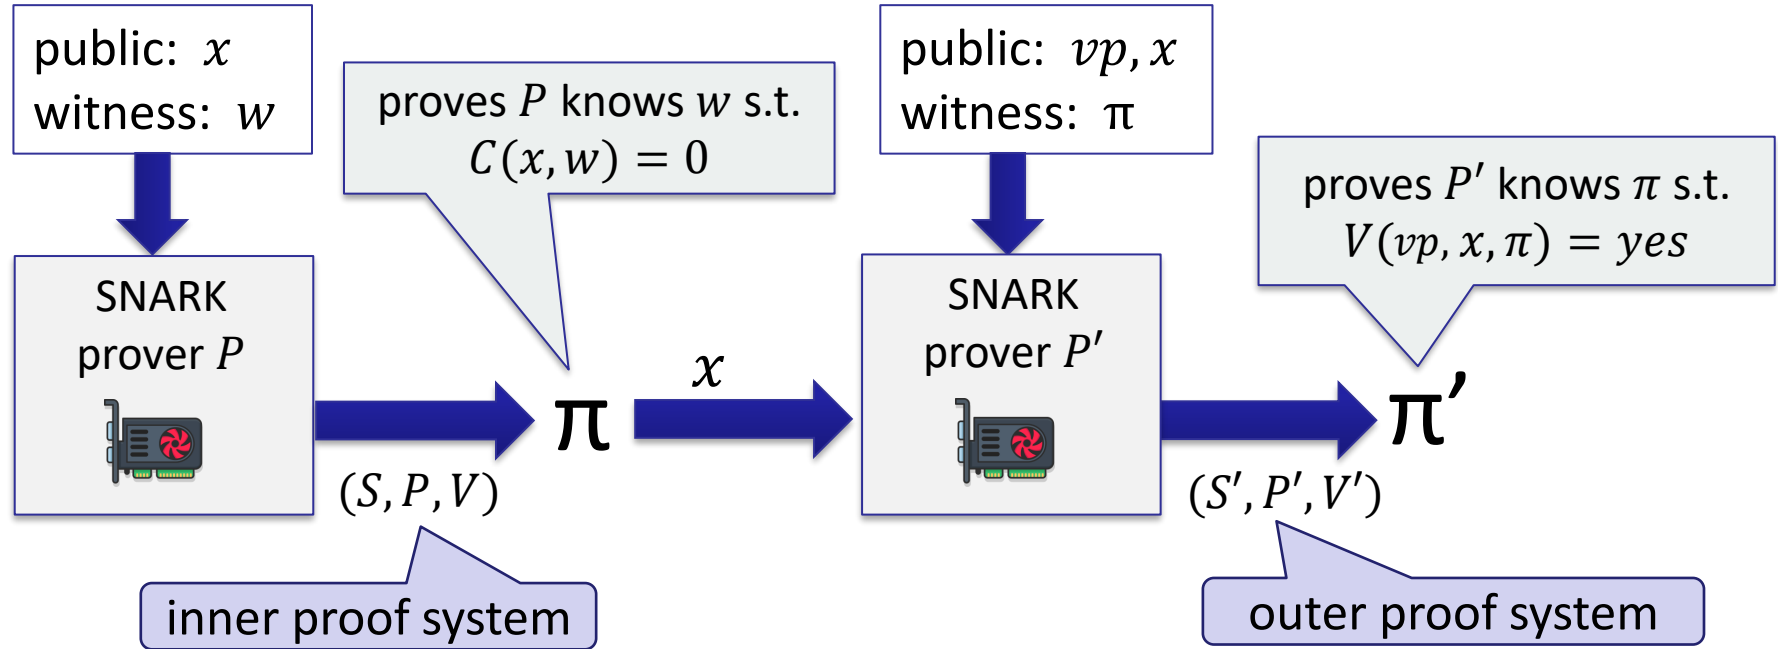 public: x
witness: w
proves P knows w s.t.
C(x, w) = 0
public: vp, x
witness: π
proves P′ knows π s.t.
V(vp, x, π) = yes
SNARK
prover P
π
x
SNARK
prover P′
π′
(S, P, V)
(S′, P′, V′)
inner proof system
outer proof system